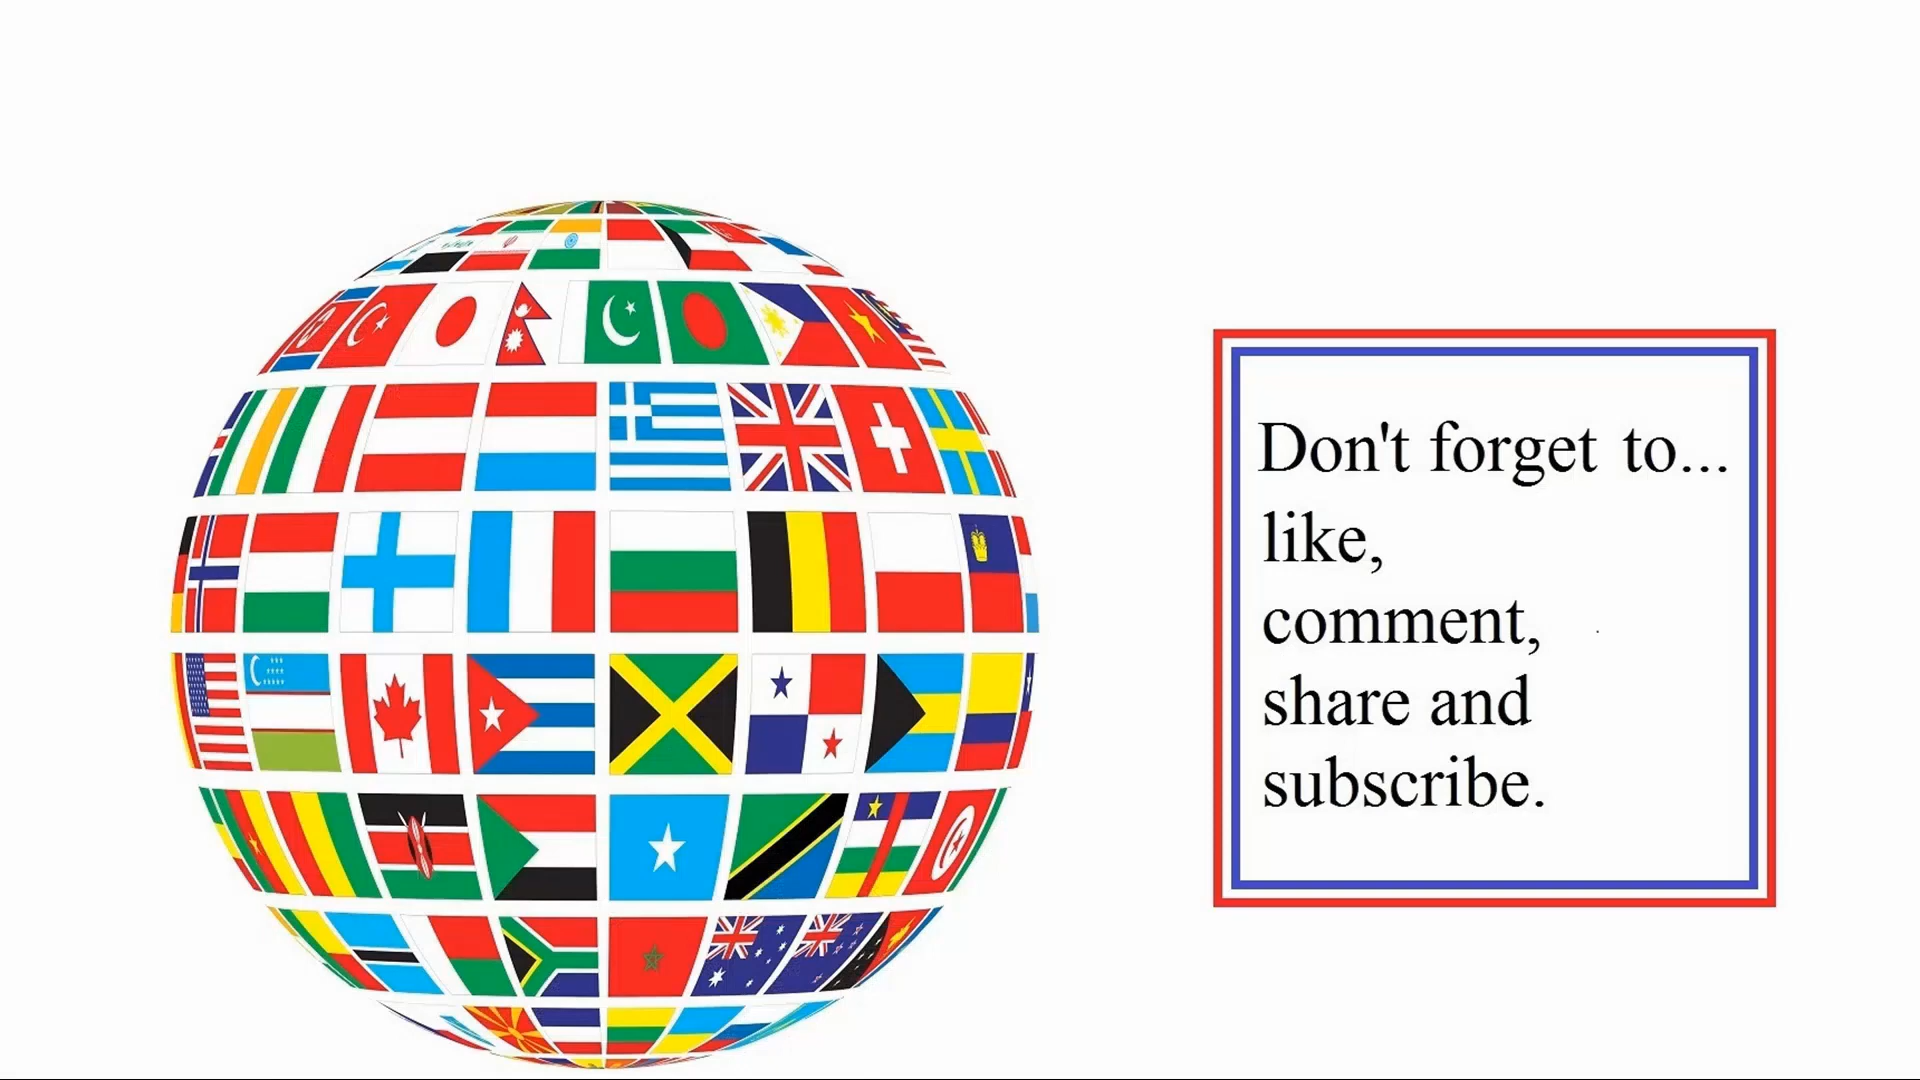 Don't forget to...
like,
comment,
share and
subscribe.